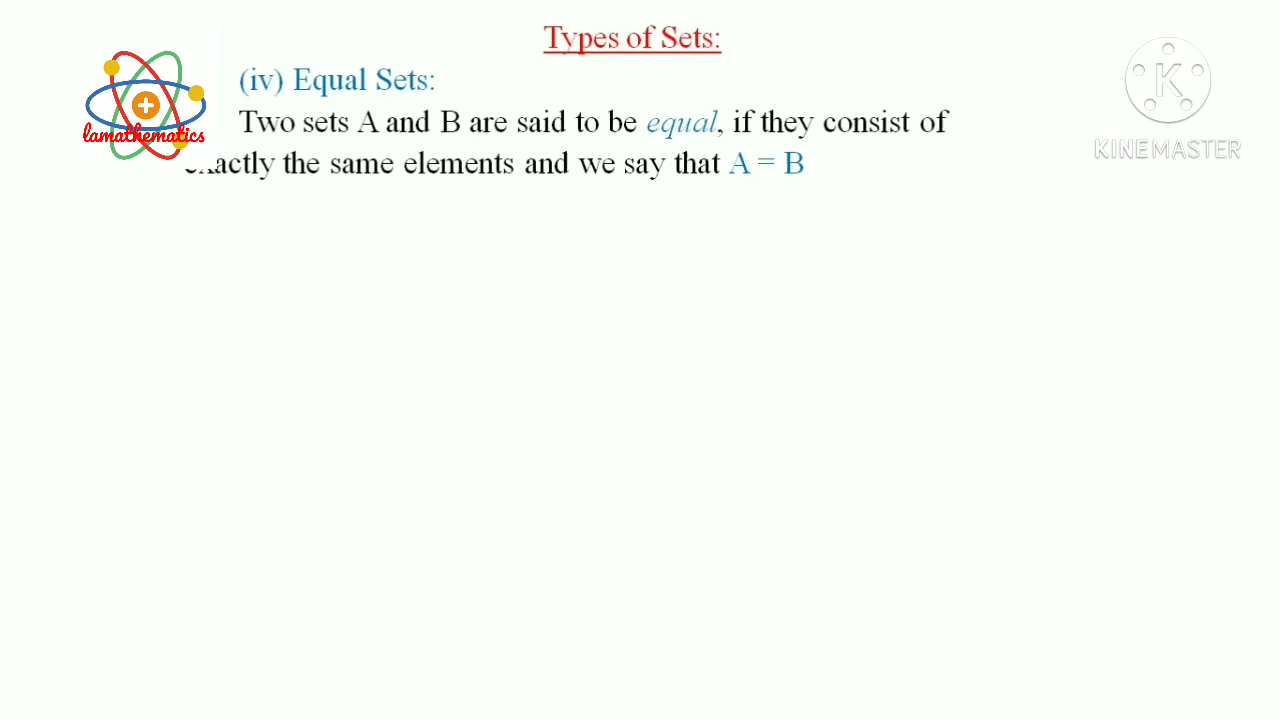 Types of Sets:
(iv) Equal Sets:
Two sets A and B are said to be equal, if they consist of
exactly the same elements and we say that A = B
lamathematics
K
KINEMASTER